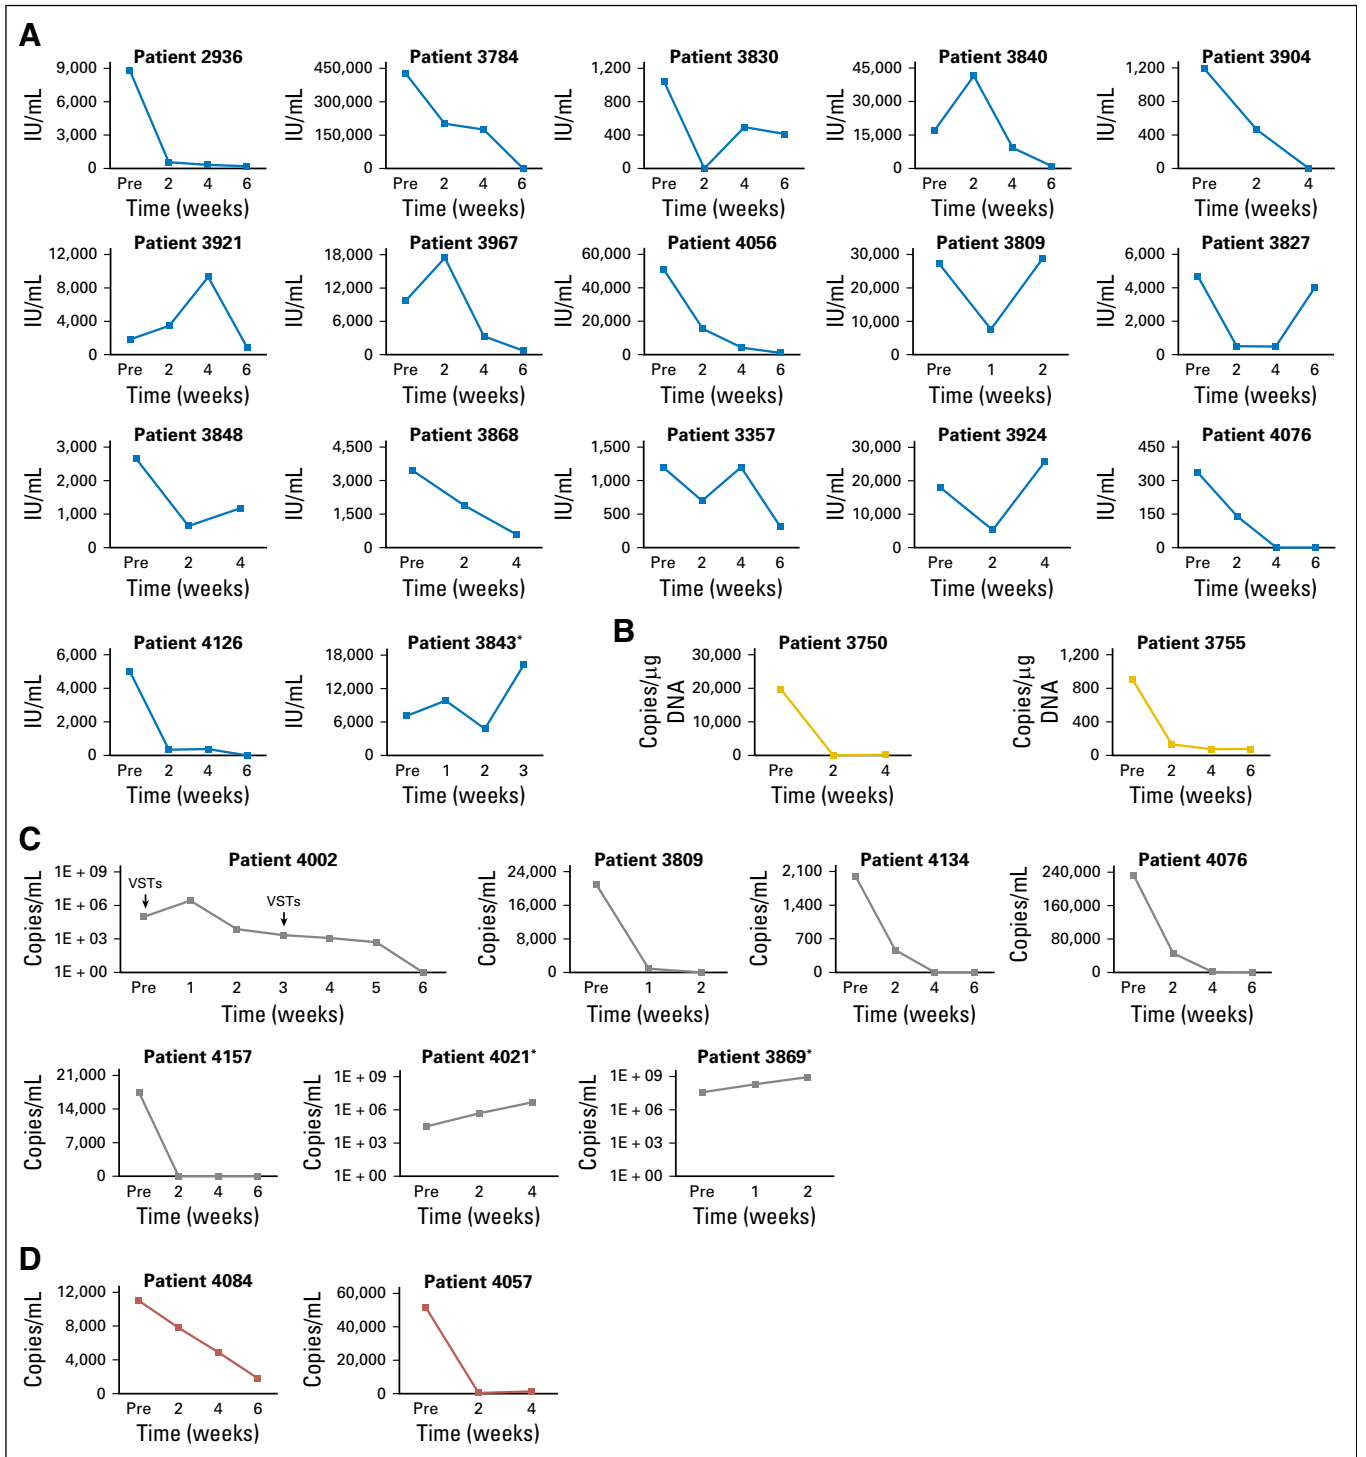 A
Patient 2936
9,000
6,000
3,000
0
IU/mL
Pre 2 4 6
Time (weeks)
Patient 3784
450,000
300,000
150,000
0
IU/mL
Pre 2 4 6
Time (weeks)
Patient 3830
1,200
800
400
0
IU/mL
Pre 2 4 6
Time (weeks)
Patient 3840
45,000
30,000
15,000
0
IU/mL
Pre 2 4 6
Time (weeks)
Patient 3904
1,200
800
400
0
IU/mL
Pre 2 4
Time (weeks)
Patient 3921
12,000
8,000
4,000
0
IU/mL
Pre 2 4 6
Time (weeks)
Patient 3967
18,000
12,000
6,000
0
IU/mL
Pre 2 4 6
Time (weeks)
Patient 4056
60,000
40,000
20,000
0
IU/mL
Pre 2 4 6
Time (weeks)
Patient 3809
30,000
20,000
10,000
0
IU/mL
Pre 1 2
Time (weeks)
Patient 3827
6,000
4,000
2,000
0
IU/mL
Pre 2 4 6
Time (weeks)
Patient 3848
3,000
2,000
1,000
0
IU/mL
Pre 2 4
Time (weeks)
Patient 3868
4,500
3,000
1,500
0
IU/mL
Pre 2 4
Time (weeks)
Patient 3357
1,500
1,000
500
0
IU/mL
Pre 2 4 6
Time (weeks)
Patient 3924
30,000
20,000
10,000
0
IU/mL
Pre 2 4
Time (weeks)
Patient 4076
450
300
150
0
IU/mL
Pre 2 4 6
Time (weeks)
Patient 4126
6,000
4,000
2,000
0
IU/mL
Pre 2 4 6
Time (weeks)
Patient 3843*
18,000
12,000
6,000
0
IU/mL
Pre 1 2 3
Time (weeks)
B
Patient 3750
30,000
20,000
10,000
0
Copies/μg
DNA
Pre 2 4
Time (weeks)
Patient 3755
1,200
800
400
0
Copies/μg
DNA
Pre 2 4 6
Time (weeks)
C
Patient 4002
1E + 09
1E + 06
1E + 03
1E + 00
Copies/mL
VSTs
VSTs
Pre 1 2 3 4 5 6
Time (weeks)
Patient 3809
24,000
16,000
8,000
0
Copies/mL
Pre 1 2
Time (weeks)
Patient 4134
2,100
1,400
700
0
Copies/mL
Pre 2 4 6
Time (weeks)
Patient 4076
240,000
160,000
80,000
0
Copies/mL
Pre 2 4 6
Time (weeks)
Patient 4157
21,000
14,000
7,000
0
Copies/mL
Pre 2 4 6
Time (weeks)
Patient 4021*
1E + 09
1E + 06
1E + 03
1E + 00
Copies/mL
Pre 2 4
Time (weeks)
Patient 3869*
1E + 09
1E + 06
1E + 03
1E + 00
Copies/mL
Pre 1 2
Time (weeks)
D
Patient 4084
12,000
8,000
4,000
0
Copies/mL
Pre 2 4 6
Time (weeks)
Patient 4057
60,000
40,000
20,000
0
Copies/mL
Pre 2 4
Time (weeks)